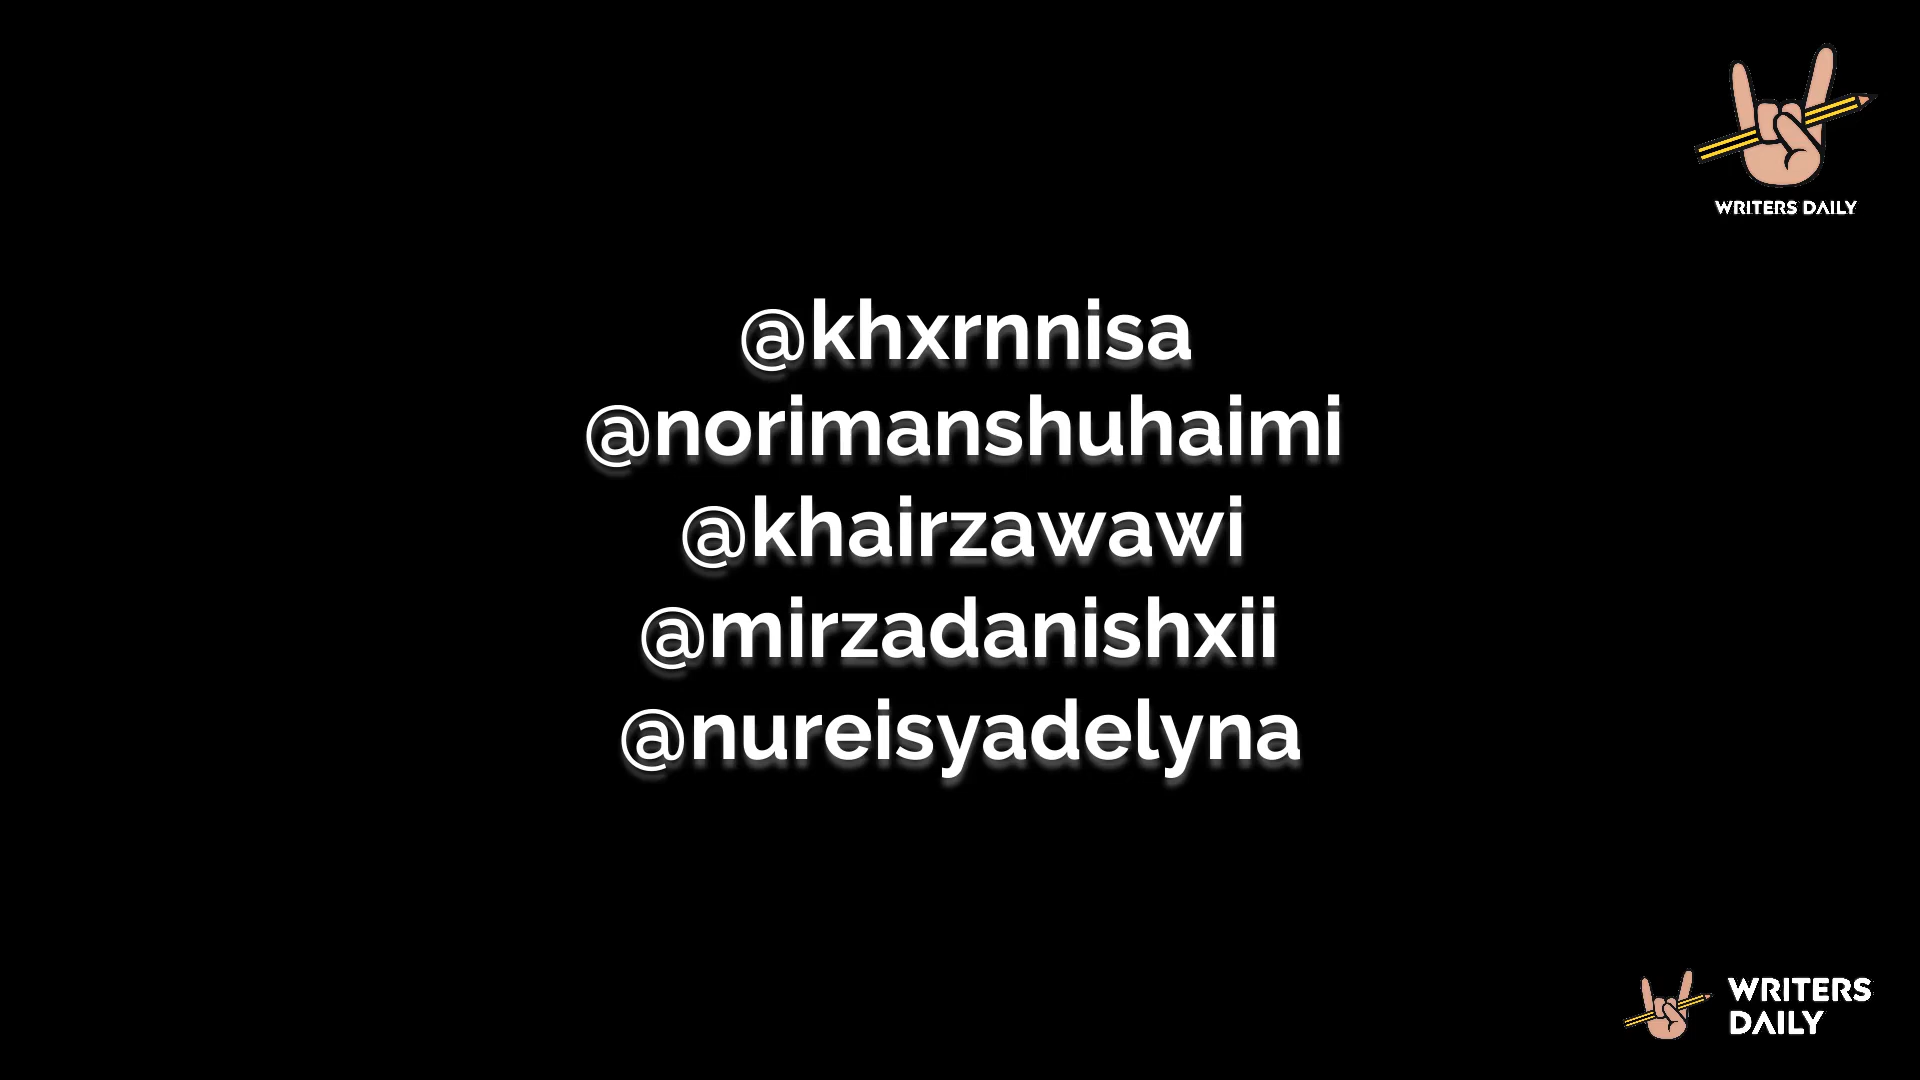 WRITERS DAILY
@khxrnnisa
@norimanshuhaimi
@khairzawawi
@mirzadanishxii
@nureisyadelyna
WRITERS
DAILY